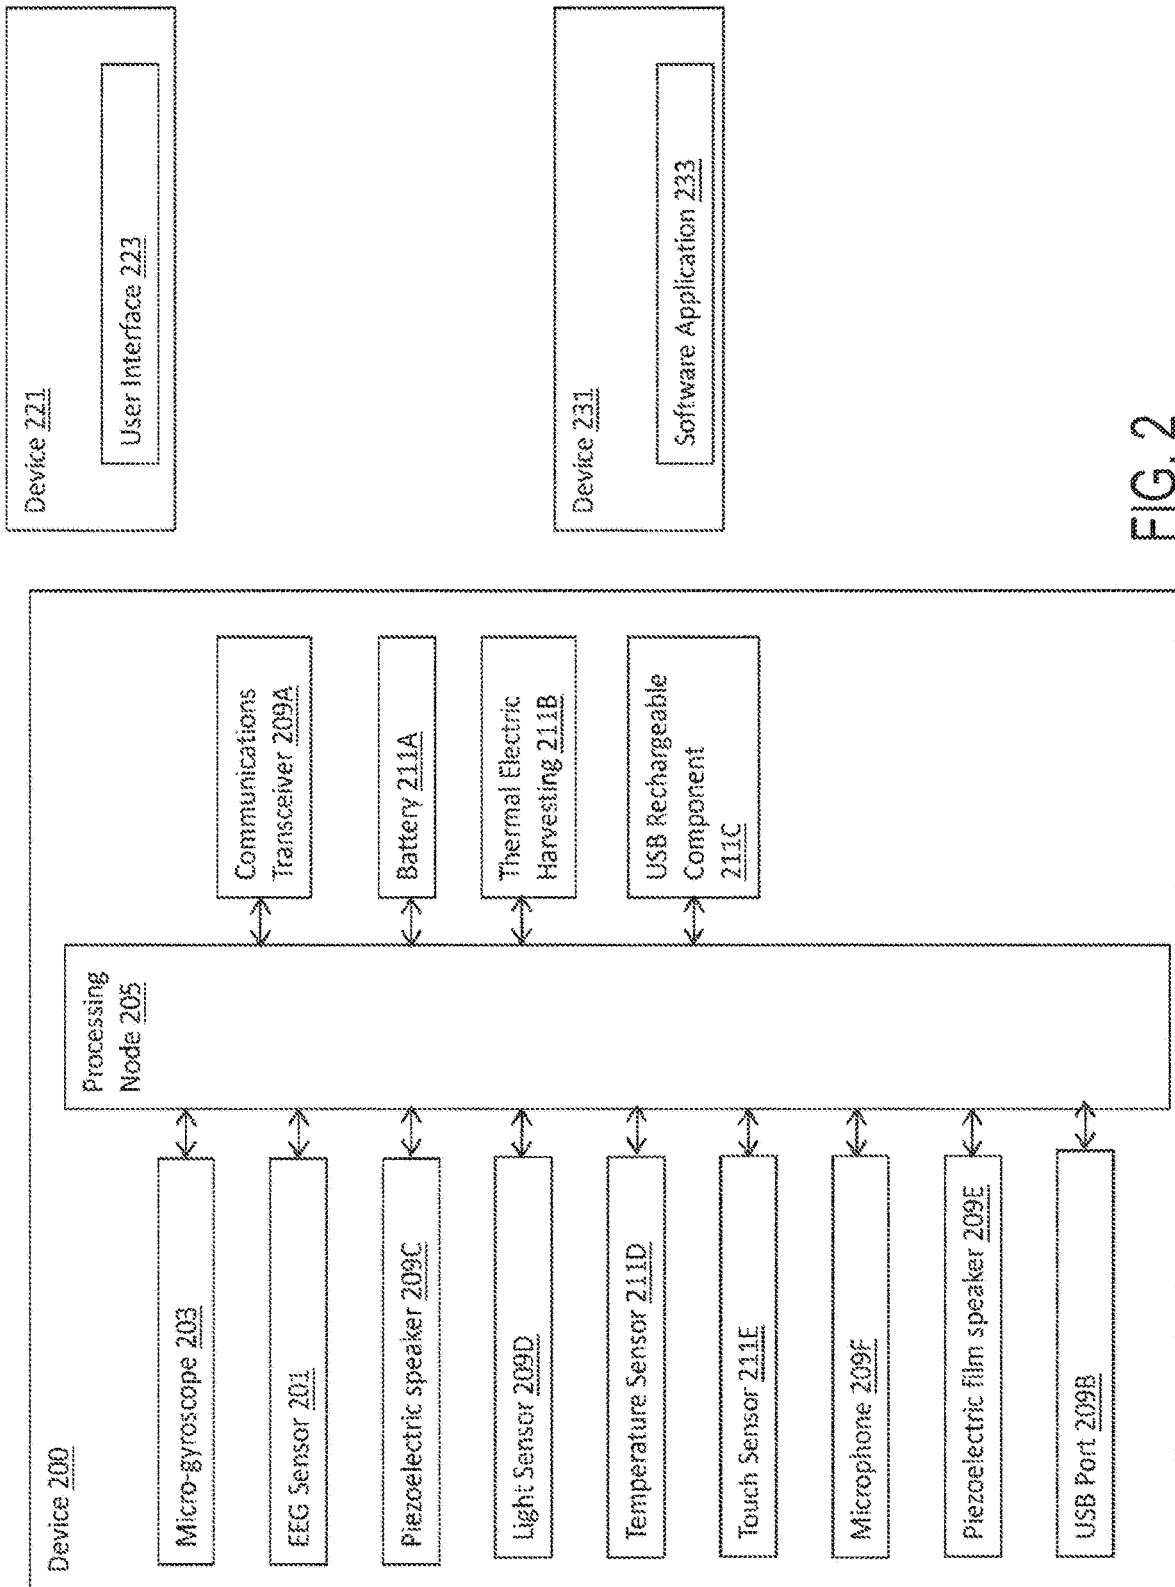 Device 200
Micro-gyroscope 203
EEG Sensor 201
Piezoelectric speaker 209C
Light Sensor 209D
Temperature Sensor 211D
Touch Sensor 211E
Microphone 209F
Piezoelectric film speaker 209E
USB Port 209B
Processing
Node 205
Communications
Transceiver 209A
Battery 211A
Thermal Electric
Harvesting 211B
USB Rechargeable
Component
211C
Device 221
User Interface 223
Device 231
Software Application 233
FIG. 2